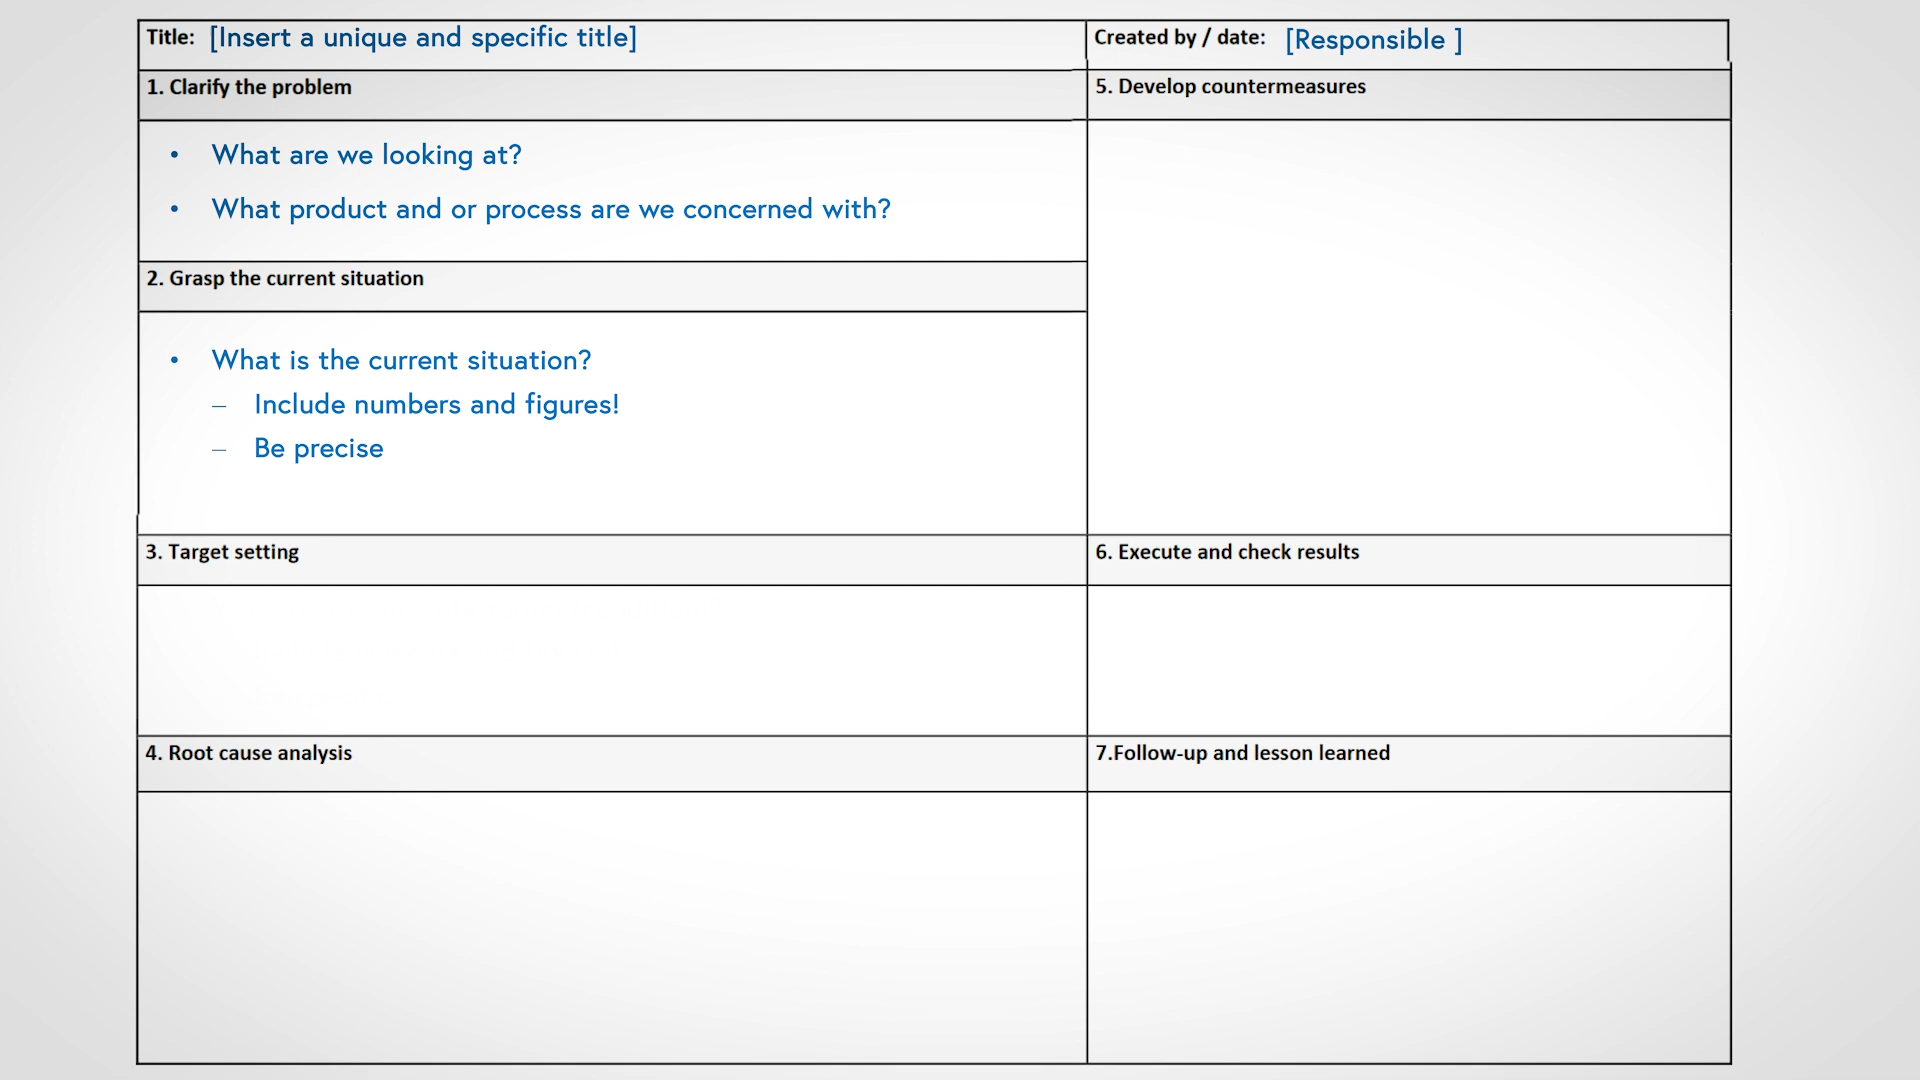 Title: [Insert a unique and specific title]
Created by / date: [Responsible ]
1. Clarify the problem
• What are we looking at?
• What product and or process are we concerned with?
2. Grasp the current situation
• What is the current situation?
– Include numbers and figures!
– Be precise
3. Target setting
4. Root cause analysis
5. Develop countermeasures
6. Execute and check results
7.Follow-up and lesson learned